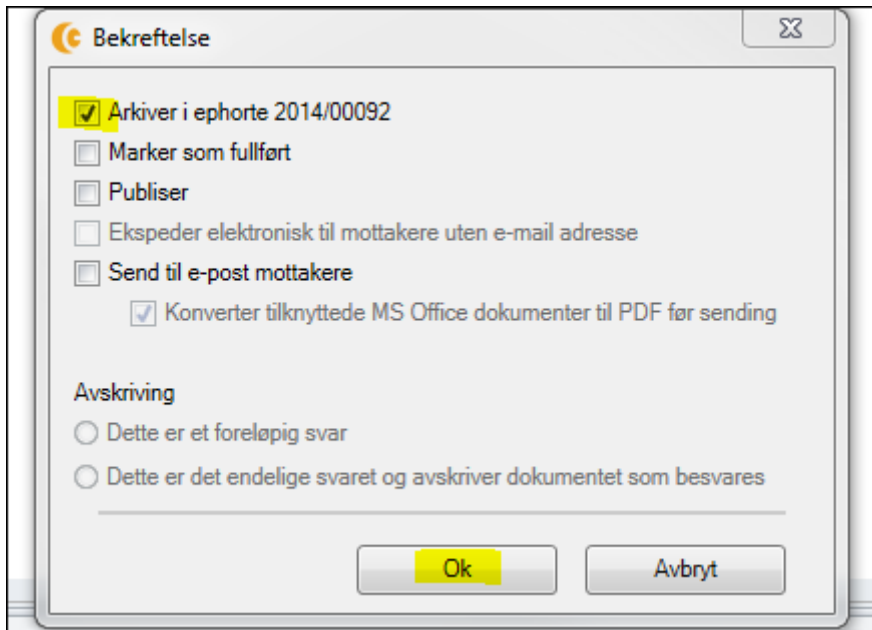 Bekreftelse
Arkiver i ephorte 2014/00092
Marker som fullført
Publiser
Ekspeder elektronisk til mottakere uten e-mail adresse
Send til e-post mottakere
Konverter tilknyttede MS Office dokumenter til PDF før sending
Avskriving
Dette er et foreløpig svar
Dette er det endelige svaret og avskriver dokumentet som besvares
Ok Avbryt